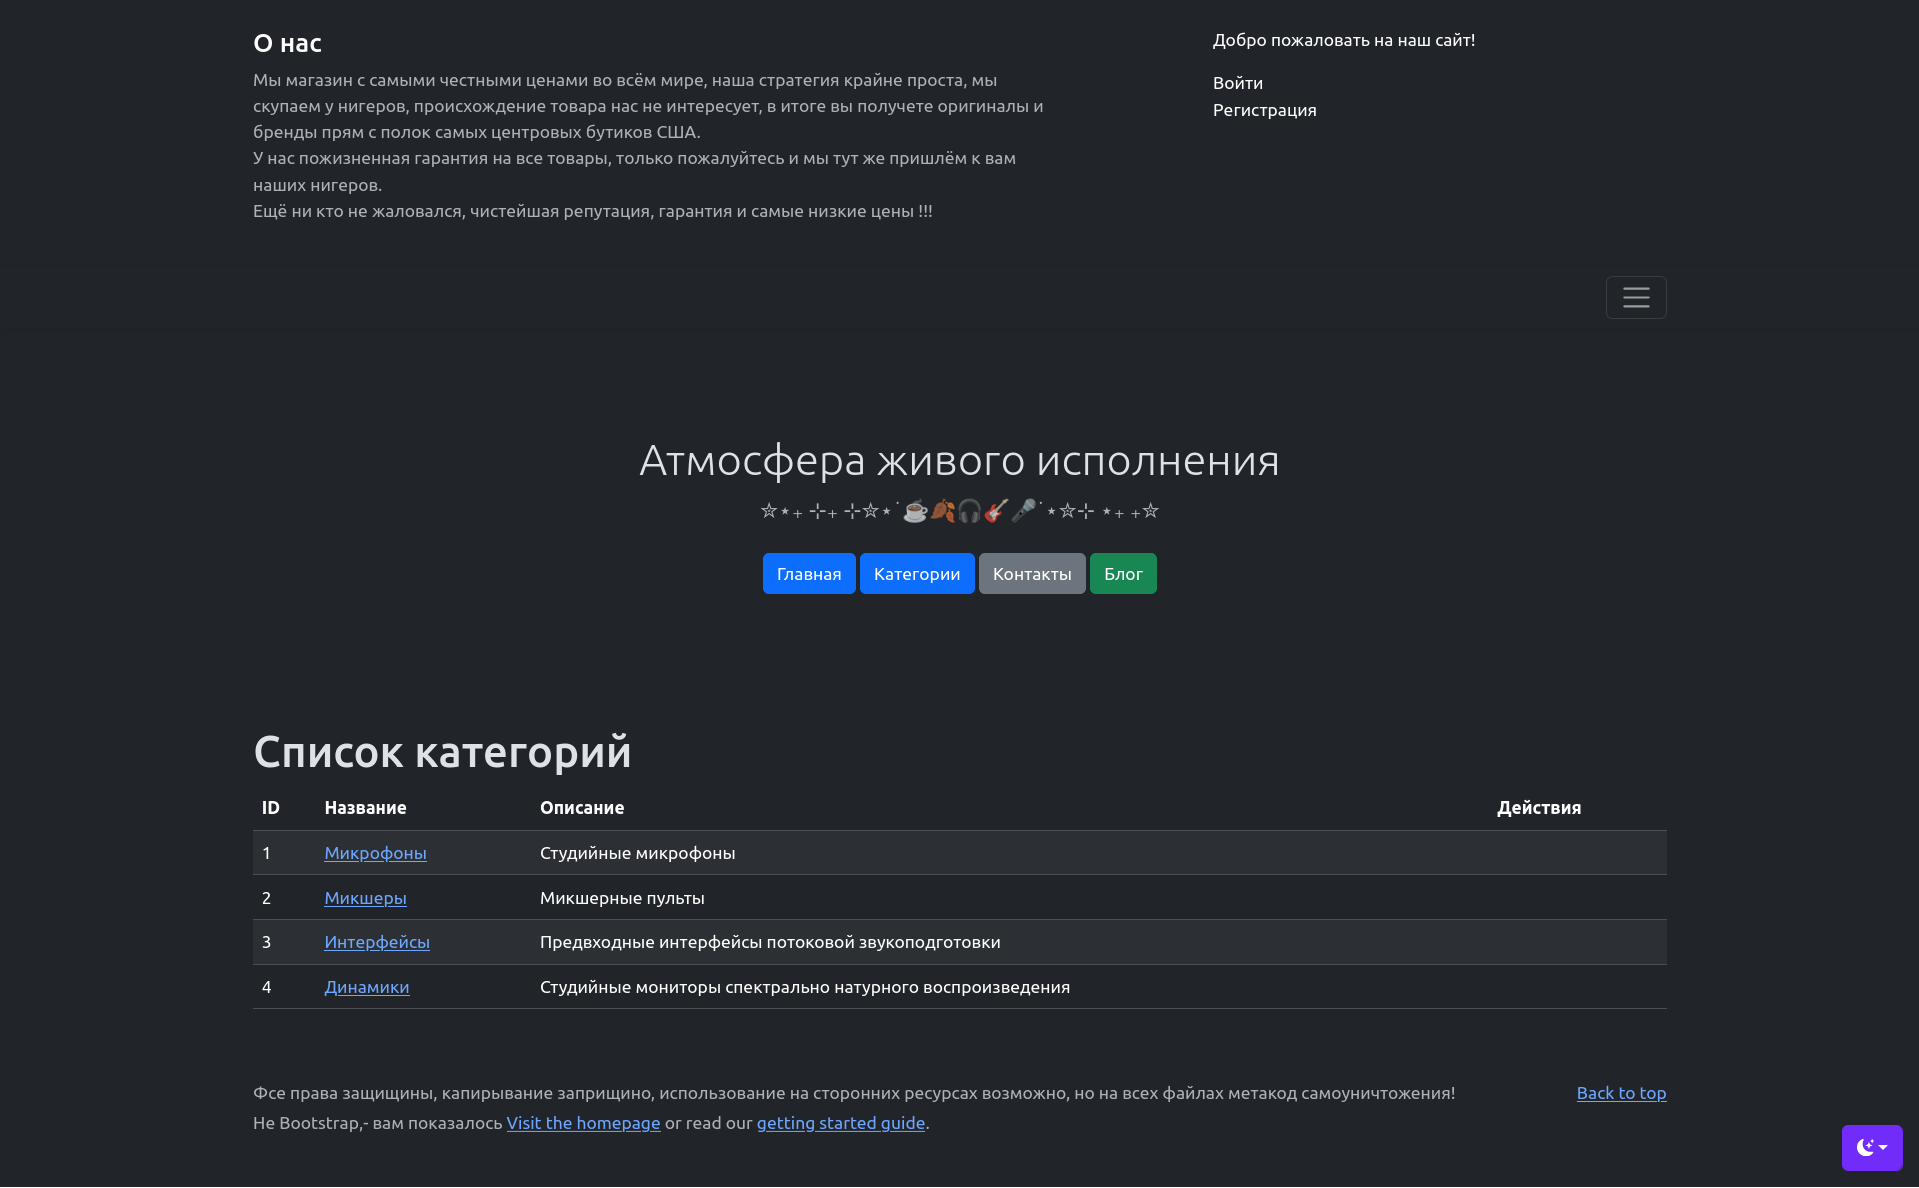 О нас
Мы магазин с самыми честными ценами во всём мире, наша стратегия крайне проста, мы
скупаем у нигеров, происхождение товара нас не интересует, в итоге вы получете оригиналы и
бренды прям с полок самых центровых бутиков США.
У нас пожизненная гарантия на все товары, только пожалуйтесь и мы тут же пришлём к вам
наших нигеров.
Ещё ни кто не жаловался, чистейшая репутация, гарантия и самые низкие цены !!!
Добро пожаловать на наш сайт!
Войти
Регистрация
Атмосфера живого исполнения
✮⋆₊ ⊹₊ ⊹✮⋆˙☕🍂🎧🎸🎤˙⋆✮⊹ ⋆₊ ₊✮
Главная Категории Контакты Блог
Список категорий
ID Название Описание Действия
1 Микрофоны Студийные микрофоны
2 Микшеры Микшерные пульты
3 Интерфейсы Предвходные интерфейсы потоковой звукоподготовки
4 Динамики Студийные мониторы спектрально натурного воспроизведения
Фсе права защищины, капирывание заприщино, использование на сторонних ресурсах возможно, но на всех файлах метакод самоуничтожения! Back to top
Не Bootstrap,- вам показалось Visit the homepage or read our getting started guide.